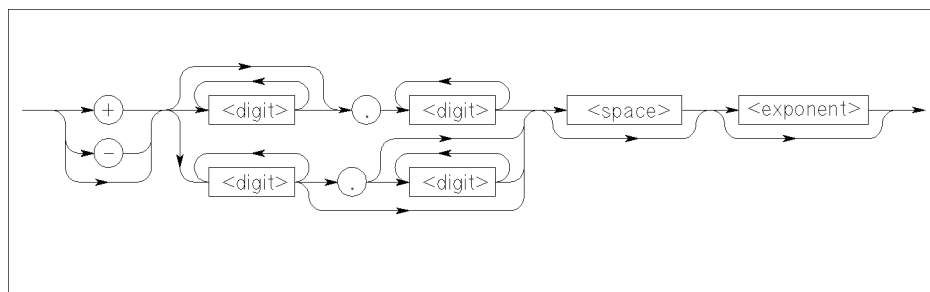 + <digit> . <digit> <space> <exponent>
-
<digit> . <digit>